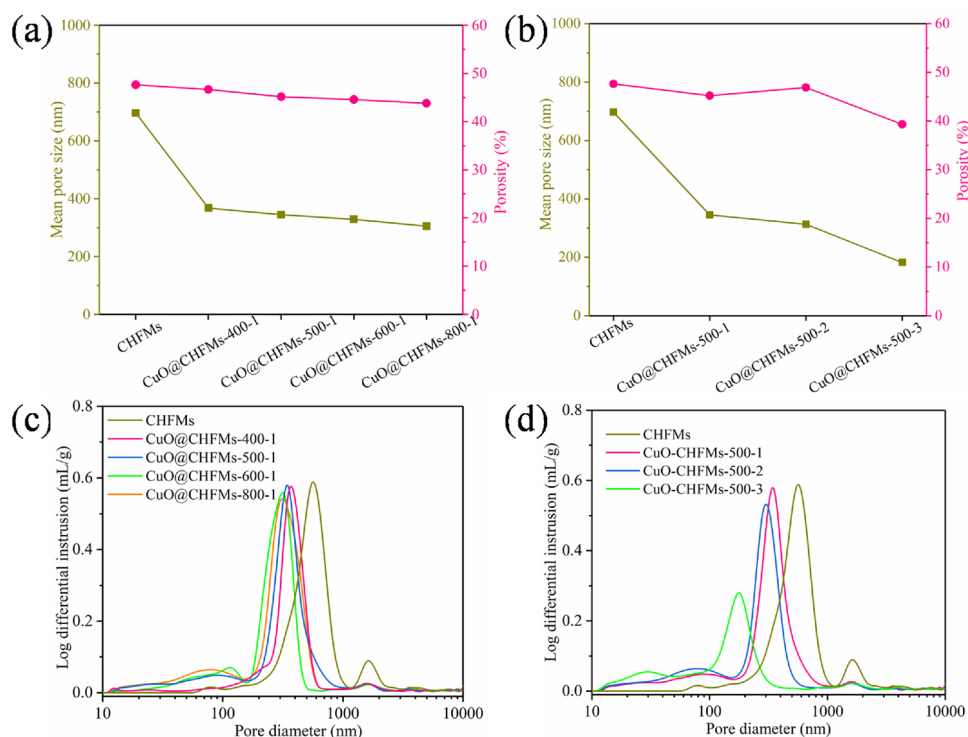 (a)
1000
800
600
400
200
0
Mean pore size (nm)
60
50
40
30
20
10
0
Porosity (%)
CHFMs
CuO@CHFMs-400-1
CuO@CHFMs-500-1
CuO@CHFMs-600-1
CuO@CHFMs-800-1
(b)
1000
800
600
400
200
0
Mean pore size (nm)
60
50
40
30
20
10
0
Porosity (%)
CHFMs
CuO@CHFMs-500-1
CuO@CHFMs-500-2
CuO@CHFMs-500-3
(c)
0.8
0.6
0.4
0.2
0.0
Log differential instrusion (mL/g)
CHFMs
CuO@CHFMs-400-1
CuO@CHFMs-500-1
CuO@CHFMs-600-1
CuO@CHFMs-800-1
10
100
1000
10000
Pore diameter (nm)
(d)
0.8
0.6
0.4
0.2
0.0
Log differential instrusion (mL/g)
CHFMs
CuO-CHFMs-500-1
CuO-CHFMs-500-2
CuO-CHFMs-500-3
10
100
1000
10000
Pore diameter (nm)